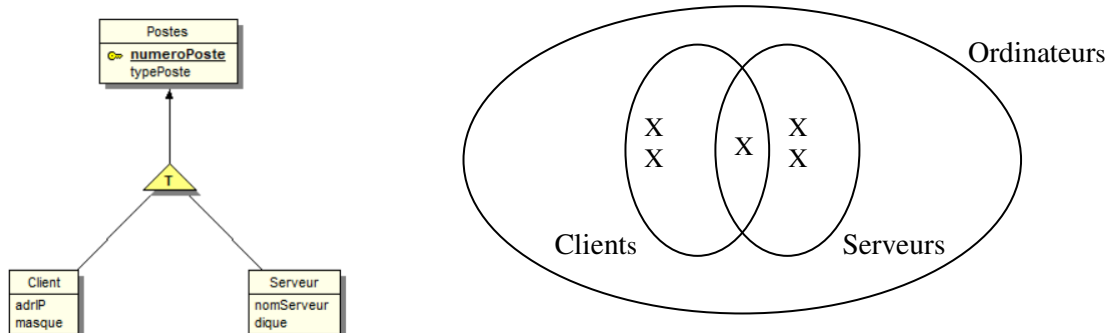 Postes
numeroPoste
typePoste
T
Client
adrIP
masque
Serveur
nomServeur
dique
Ordinateurs
X
X
X
X
X
Clients
Serveurs